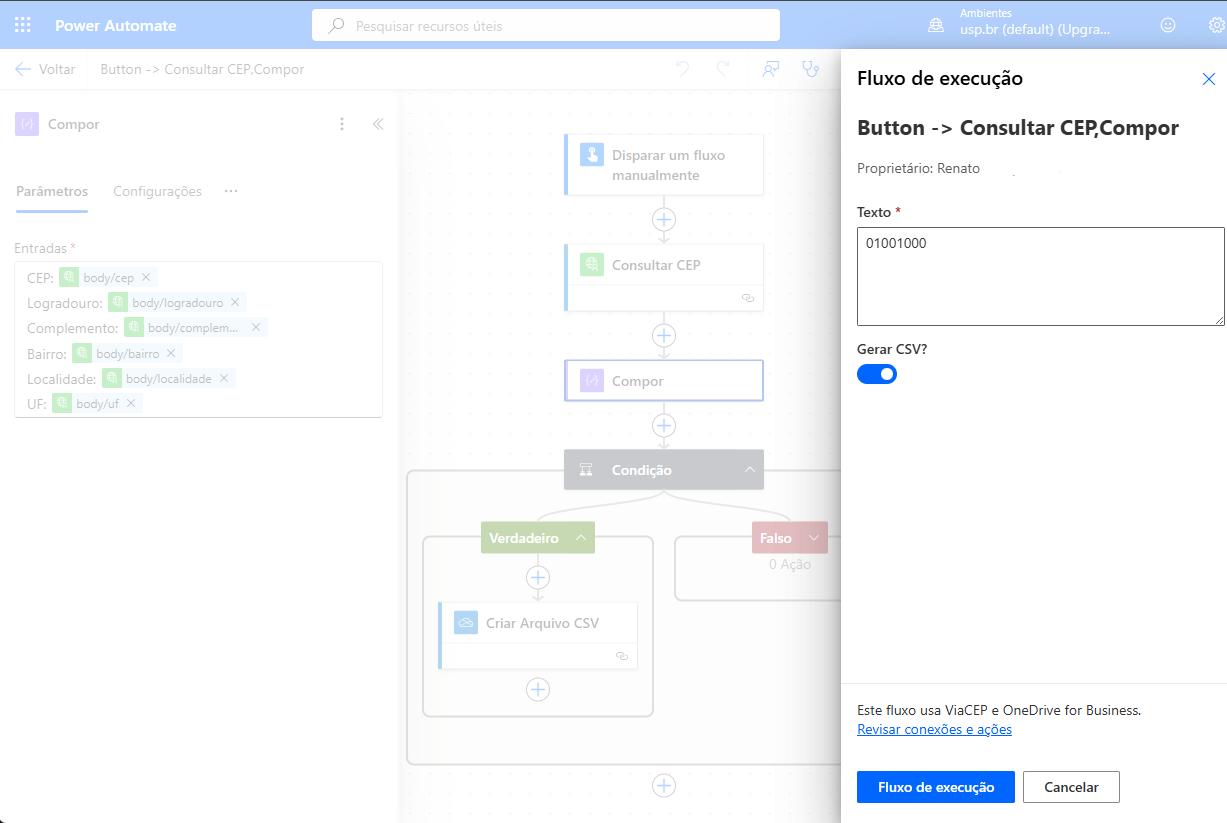 Power Automate
Pesquisar recursos úteis
Ambientes
usp.br (default) (Upgra...
Voltar
Button -> Consultar CEP,Compor
Compor
Parâmetros
Configurações
...
Entradas *
CEP: body/cep
Logradouro: body/logradouro
Complemento: body/complem...
Bairro: body/bairro
Localidade: body/localidade
UF: body/uf
Disparar um fluxo
manualmente
Consultar CEP
Compor
Condição
Verdadeiro
Criar Arquivo CSV
Falso
0 Ação
Fluxo de execução
Button -> Consultar CEP,Compor
Proprietário: Renato
Texto *
01001000
Gerar CSV?
Este fluxo usa ViaCEP e OneDrive for Business.
Revisar conexões e ações
Fluxo de execução
Cancelar